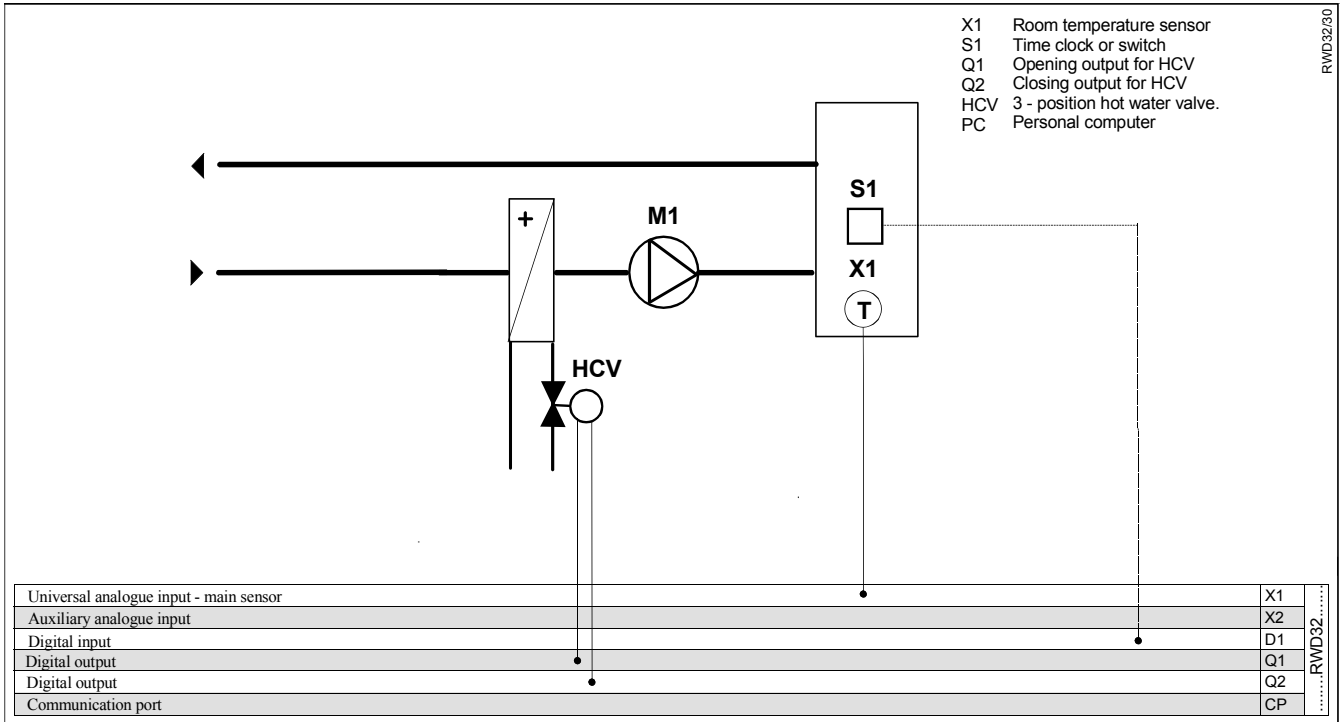 X1 Room temperature sensor
S1 Time clock or switch
Q1 Opening output for HCV
Q2 Closing output for HCV
HCV 3 - position hot water valve.
PC Personal computer
RWD32/30
S1
+
M1
X1
T
HCV
Universal analogue input - main sensor X1
Auxiliary analogue input X2
Digital input D1
Digital output Q1
Digital output Q2
Communication port CP
........RWD32........